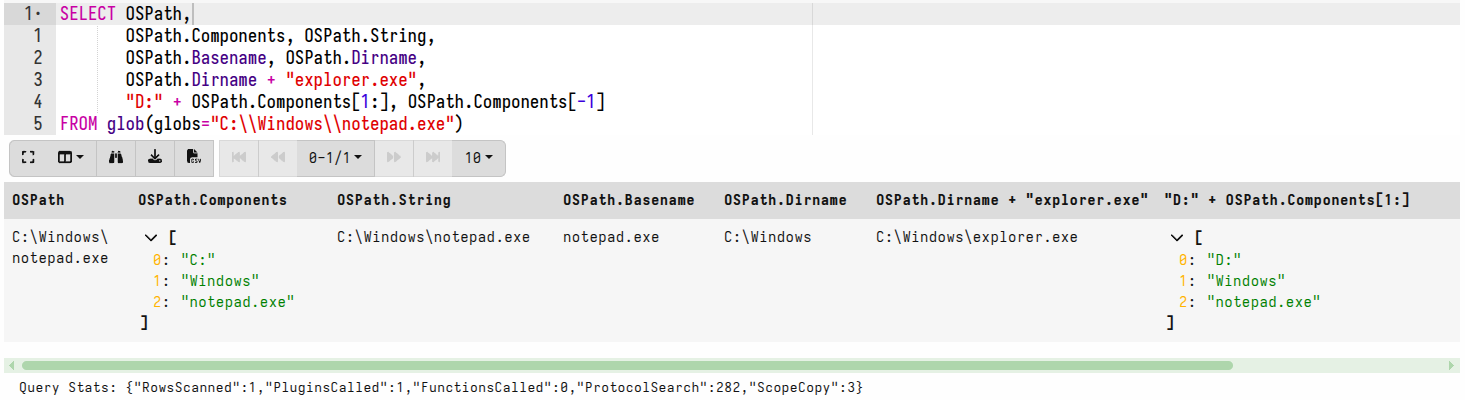 1 SELECT OSPath,
1 OSPath.Components, OSPath.String,
2 OSPath.Basename, OSPath.Dirname,
3 OSPath.Dirname + "explorer.exe",
4 "D:" + OSPath.Components[1:], OSPath.Components[-1]
5 FROM glob(globs="C:\\Windows\\notepad.exe")
CSV 0-1/1 10
OSPath OSPath.Components OSPath.String OSPath.Basename OSPath.Dirname OSPath.Dirname + "explorer.exe" "D:" + OSPath.Components[1:]
C:\Windows\ [ C:\Windows\notepad.exe notepad.exe C:\Windows C:\Windows\explorer.exe [
notepad.exe 0: "C:" 0: "D:"
1: "Windows" 1: "Windows"
2: "notepad.exe" 2: "notepad.exe"
] ]
Query Stats: {"RowsScanned":1,"PluginsCalled":1,"FunctionsCalled":0,"ProtocolSearch":282,"ScopeCopy":3}